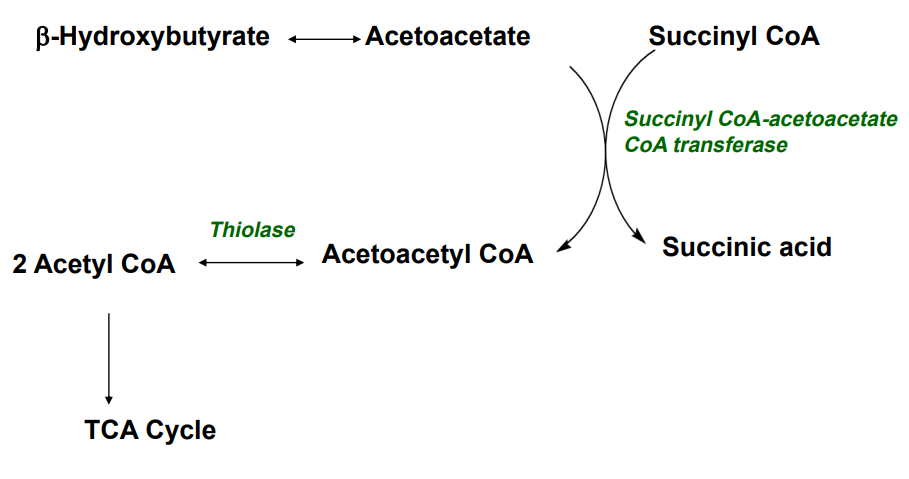 β-Hydroxybutyrate
Acetoacetate
Succinyl CoA
Succinyl CoA-acetoacetate
CoA transferase
Thiolase
2 Acetyl CoA
Acetoacetyl CoA
Succinic acid
TCA Cycle